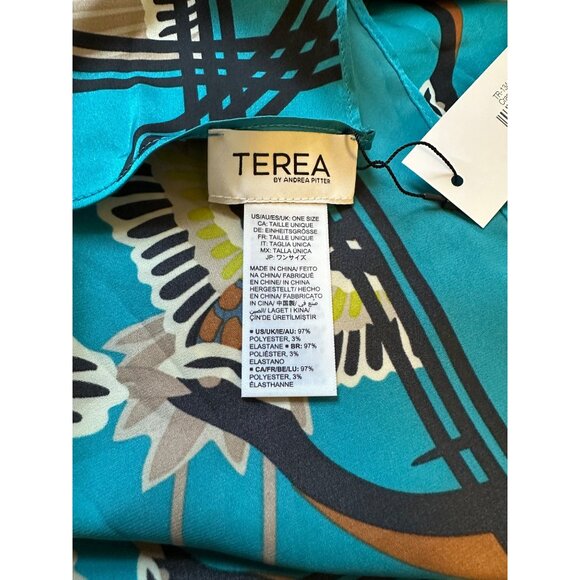 TEREA
BY ANDREA PITTER
US/AU/ES/UK: ONE SIZE
CA: TAILLE UNIQUE
DE: EINHEITSGRÖSSE
FR: TAILLE UNIQUE
IT: TAGLIA UNICA
MX: TALLA ÚNICA
JP: ワンサイズ
MADE IN CHINA/ FEITO
NA CHINA/ FABRIQUÉ
EN CHINE/ IN CHINA
HERGESTELLT/ HECHO
EN CHINA/ FABBRICATO
IN CINA/ 中国製/ صنع في
الصين/ LAGET I KINA/
ÇİN'DE ÜRETİLMİŞTİR
■ US/UK/IE/AU: 97%
POLYESTER, 3%
ELASTANE ■ BR: 97%
POLIÉSTER, 3%
ELASTANO
■ CA/FR/BE/LU: 97%
POLYESTER, 3%
ÉLASTHANNE